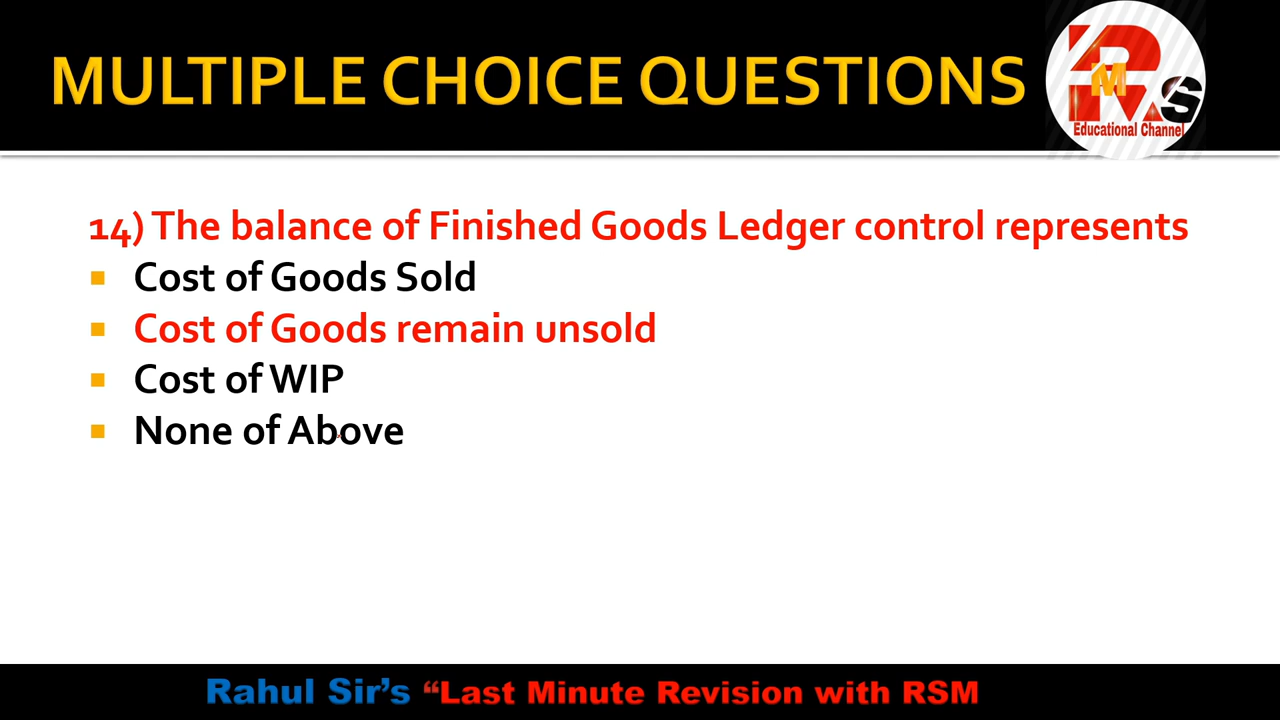 MULTIPLE CHOICE QUESTIONS
RMS
Educational Channel
14) The balance of Finished Goods Ledger control represents
Cost of Goods Sold
Cost of Goods remain unsold
Cost of WIP
None of Above
Rahul Sir's “Last Minute Revision with RSM